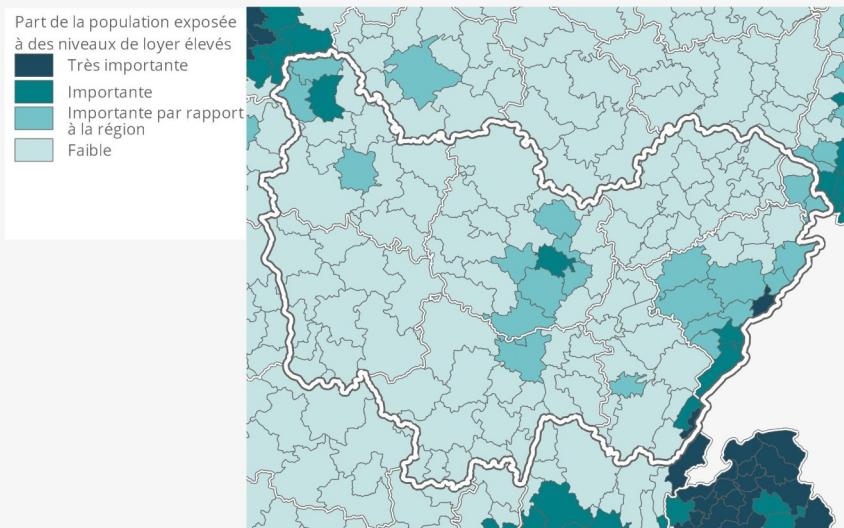 Part de la population exposée
à des niveaux de loyer élevés
Très importante
Importante
Importante par rapport
à la région
Faible